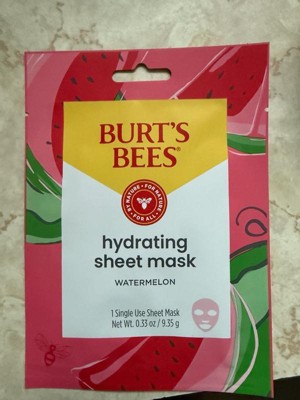 BURT'S
BEES®
BY NATURE • FOR NATURE • FOR ALL •
hydrating
sheet mask
WATERMELON
1 Single Use Sheet Mask
Net Wt. 0.33 oz / 9.35 g